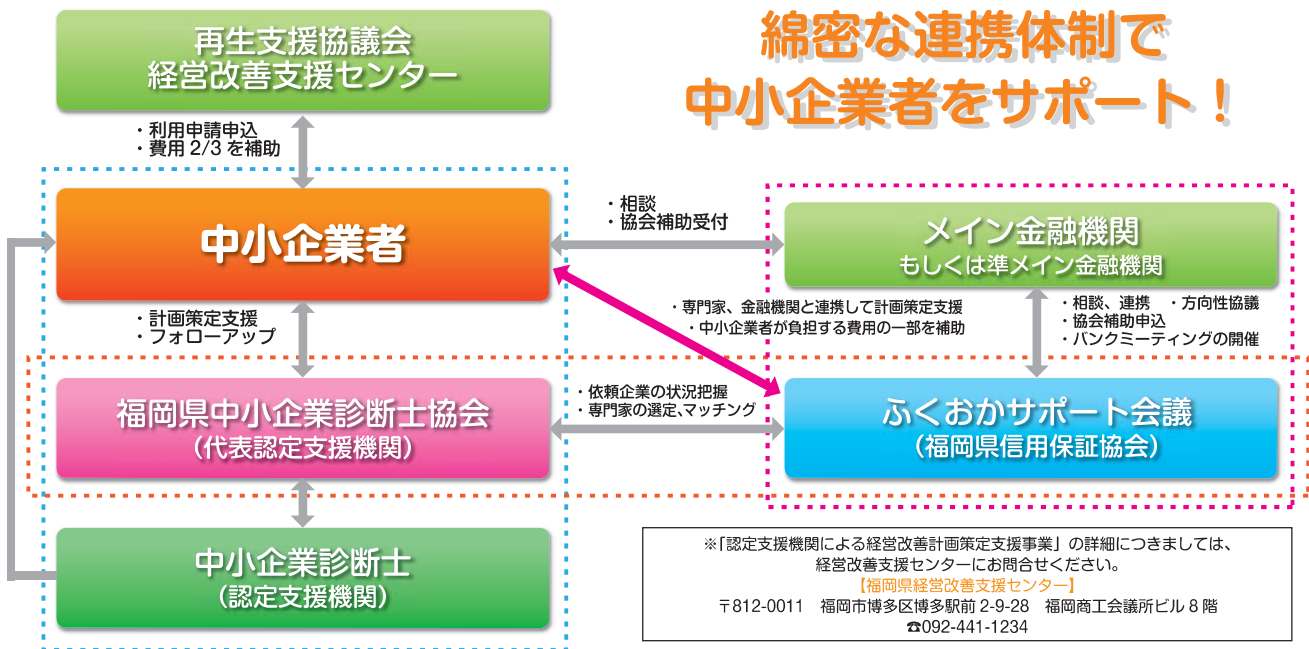 綿密な連携体制で
中小企業者をサポート！
再生支援協議会
経営改善支援センター
・利用申請申込
・費用 2/3 を補助
中小企業者
・相談
・協会補助受付
メイン金融機関
もしくは準メイン金融機関
・計画策定支援
・フォローアップ
・専門家、金融機関と連携して計画策定支援
・中小企業者が負担する費用の一部を補助
・相談、連携　・方向性協議
・協会補助申込
・バンクミーティングの開催
福岡県中小企業診断士協会
（代表認定支援機関）
・依頼企業の状況把握
・専門家の選定、マッチング
ふくおかサポート会議
（福岡県信用保証協会）
中小企業診断士
（認定支援機関）
※「認定支援機関による経営改善計画策定支援事業」の詳細につきましては、
経営改善支援センターにお問合せください。
【福岡県経営改善支援センター】
〒812-0011　福岡市博多区博多駅前 2-9-28　福岡商工会議所ビル 8 階
☎092-441-1234